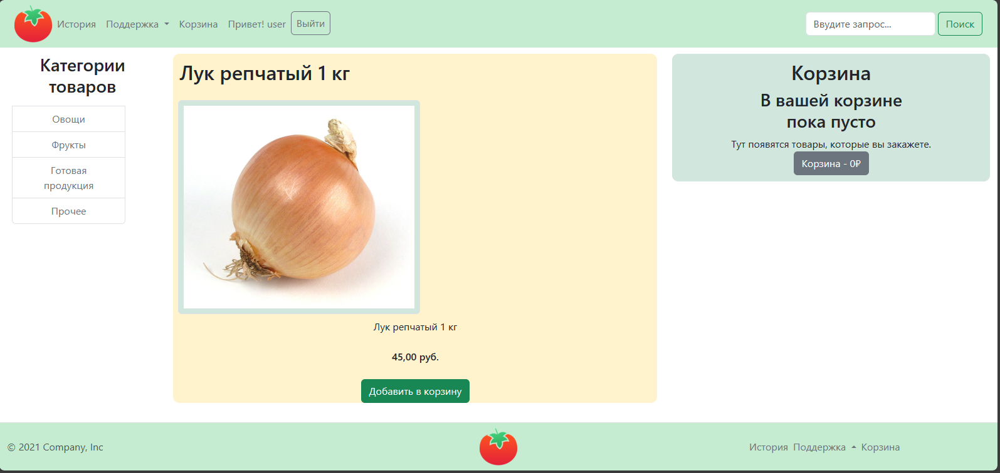 История Поддержка Корзина Привет! user Выйти Ввудите запрос... Поиск
Категории
товаров
Овощи
Фрукты
Готовая
продукция
Прочее
Лук репчатый 1 кг
Лук репчатый 1 кг
45,00 руб.
Добавить в корзину
Корзина
В вашей корзине
пока пусто
Тут появятся товары, которые вы закажете.
Корзина - 0₽
© 2021 Company, Inc
История Поддержка Корзина